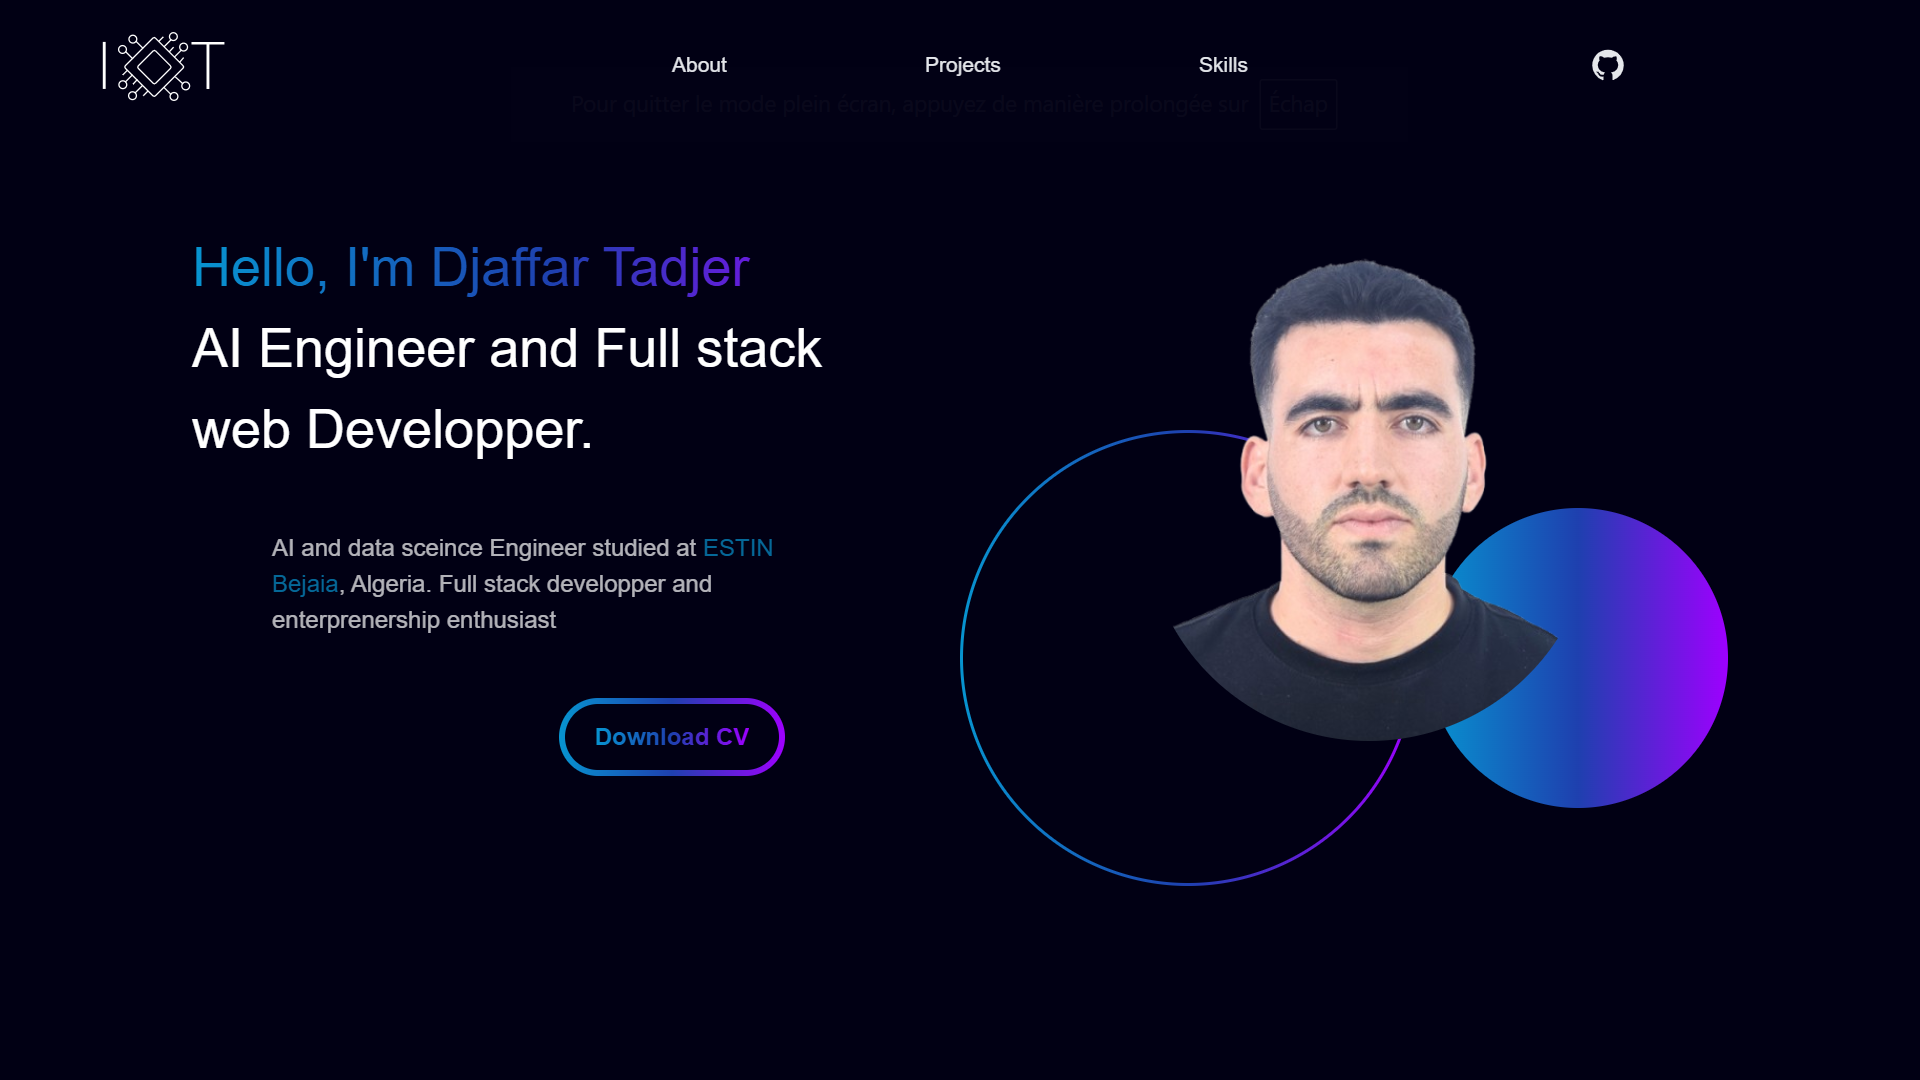 IOT
About
Projects
Skills
Pour quitter le mode plein écran, appuyez de manière prolongée sur Échap
Hello, I'm Djaffar Tadjer
AI Engineer and Full stack
web Developper.
AI and data sceince Engineer studied at ESTIN
Bejaia, Algeria. Full stack developper and
enterprenership enthusiast
Download CV